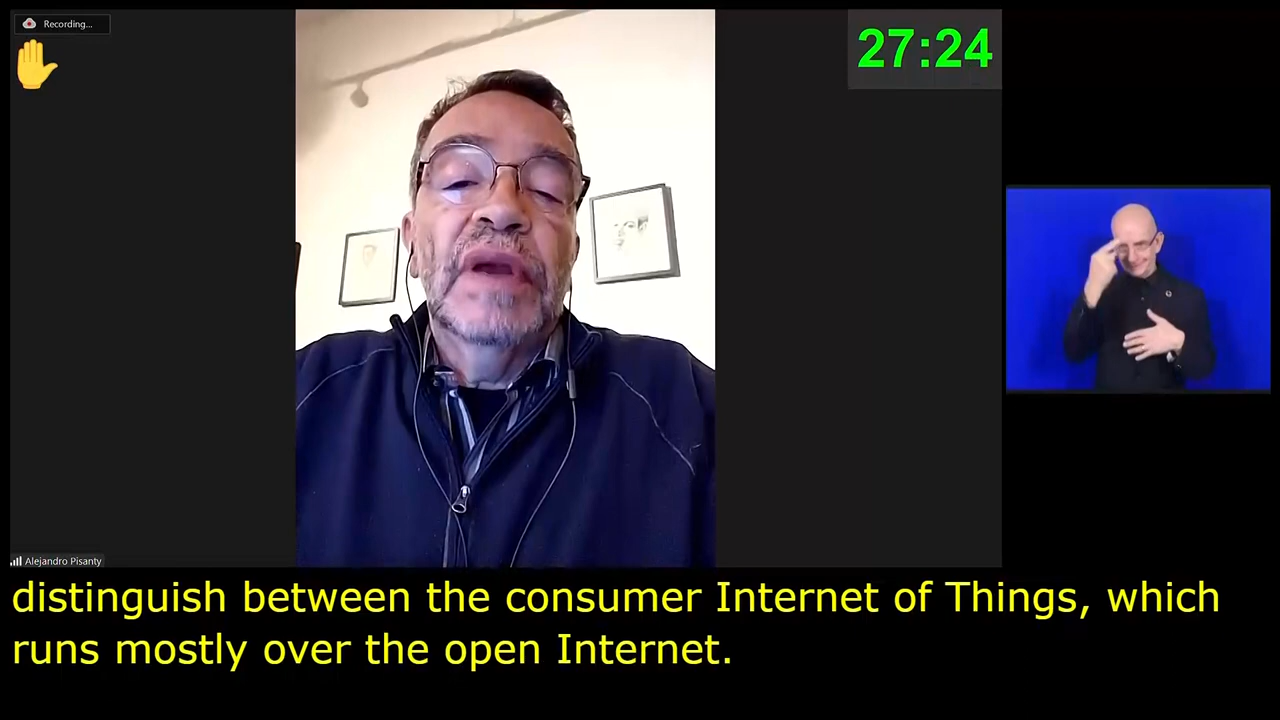 Recording...
27:24
Alejandro Pisanty
distinguish between the consumer Internet of Things, which
runs mostly over the open Internet.